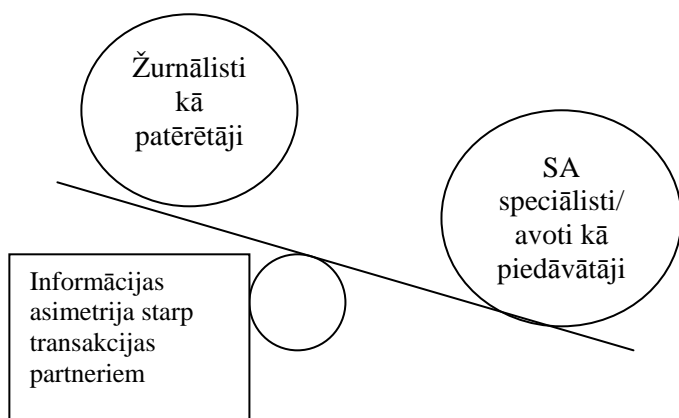 Žurnālisti
kā
patērētāji
SA
speciālisti/
avoti kā
piedāvātāji
Informācijas
asimetrija starp
transakcijas
partneriem